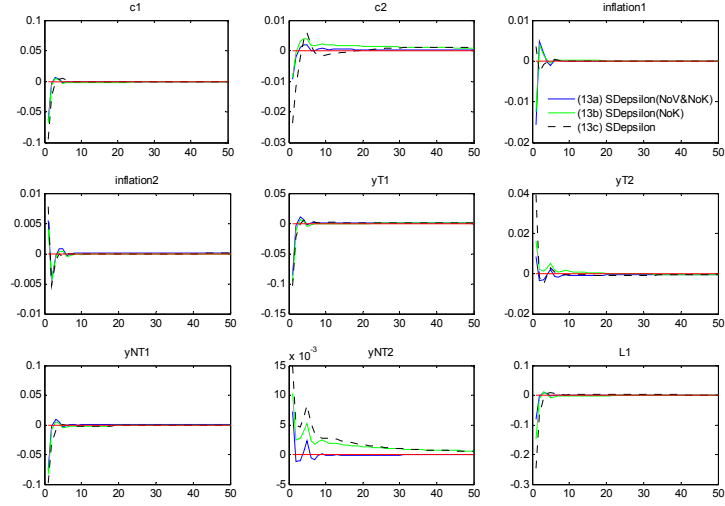 c1
c2
inflation1
0.1
0.05
0
-0.05
-0.1
0 10 20 30 40 50
0.01
0
-0.01
-0.02
-0.03
0 10 20 30 40 50
0.01
0
-0.01
-0.02
0 10 20 30 40 50
(13a) SDepsilon(NoV&NoK)
(13b) SDepsilon(NoK)
(13c) SDepsilon
inflation2
yT1
yT2
0.01
0.005
0
-0.005
-0.01
0 10 20 30 40 50
0.05
0
-0.05
-0.1
-0.15
0 10 20 30 40 50
0.04
0.02
0
-0.02
0 10 20 30 40 50
yNT1
yNT2
L1
0.1
0.05
0
-0.05
-0.1
0 10 20 30 40 50
15 x 10-3
10
5
0
-5
0 10 20 30 40 50
0.1
0
-0.1
-0.2
-0.3
0 10 20 30 40 50